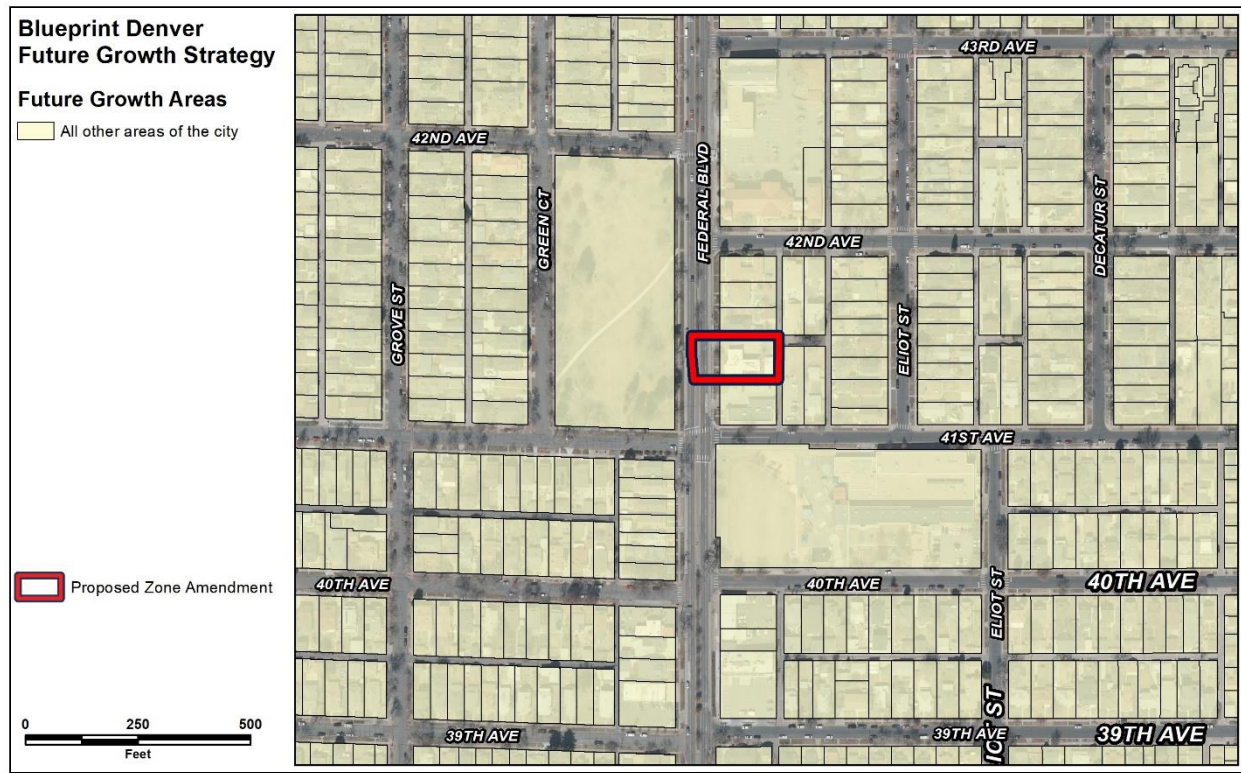 Blueprint Denver
Future Growth Strategy
Future Growth Areas
All other areas of the city
Proposed Zone Amendment
0 250 500
Feet
43RD AVE
42ND AVE
42ND AVE
GROVE ST
GREEN CT
FEDERAL BLVD
ELIOT ST
DECATUR ST
41ST AVE
40TH AVE
40TH AVE
40TH AVE
ELIOT ST
39TH AVE
39TH AVE
39TH AVE